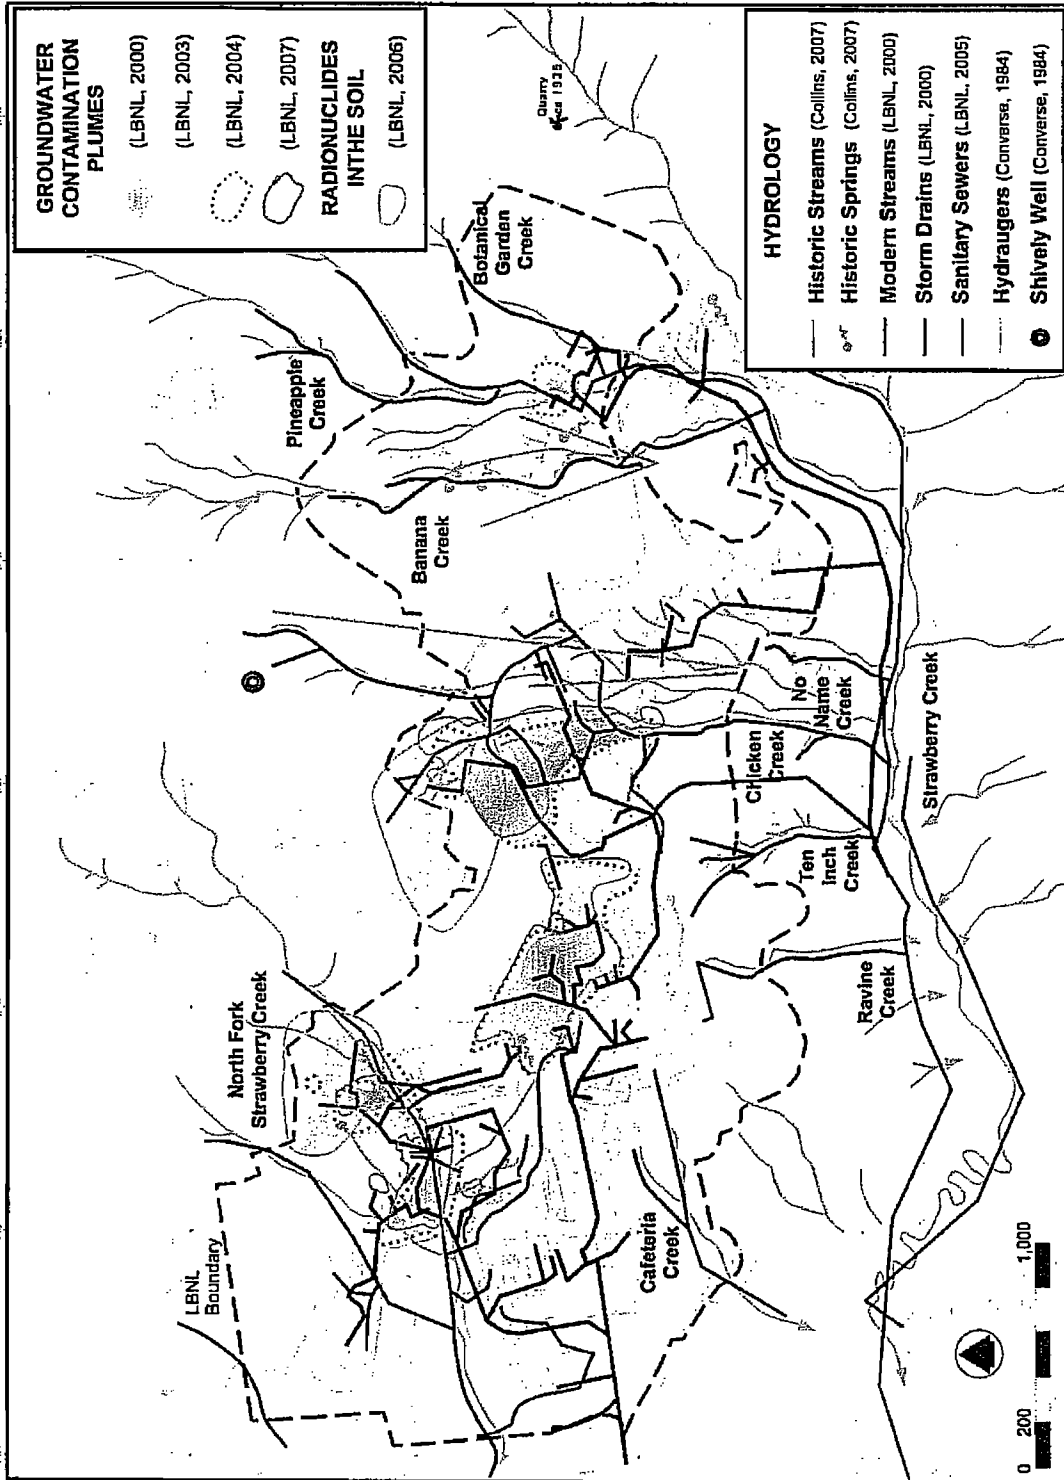 GROUNDWATER
CONTAMINATION
PLUMES
(LBNL, 2000)
(LBNL, 2003)
(LBNL, 2004)
(LBNL, 2007)
RADIONUCLIDES
INTHE SOIL
(LBNL, 2006)
Quarry
1935
Botanical
Garden
Creek
Pineapple
Creek
Banana
Creek
North Fork
Strawberry Creek
LBNL
Boundary
Cafeteria
Creek
Ravine
Creek
Ten
Inch
Creek
Chicken
Creek
No
Name
Creek
Strawberry Creek
HYDROLOGY
Historic Streams (Collins, 2007)
Historic Springs (Collins, 2007)
Modern Streams (LBNL, 2000)
Storm Drains (LBNL, 2000)
Sanitary Sewers (LBNL, 2005)
Hydraugers (Converse, 1984)
Shively Well (Converse, 1984)
0 200 1,000